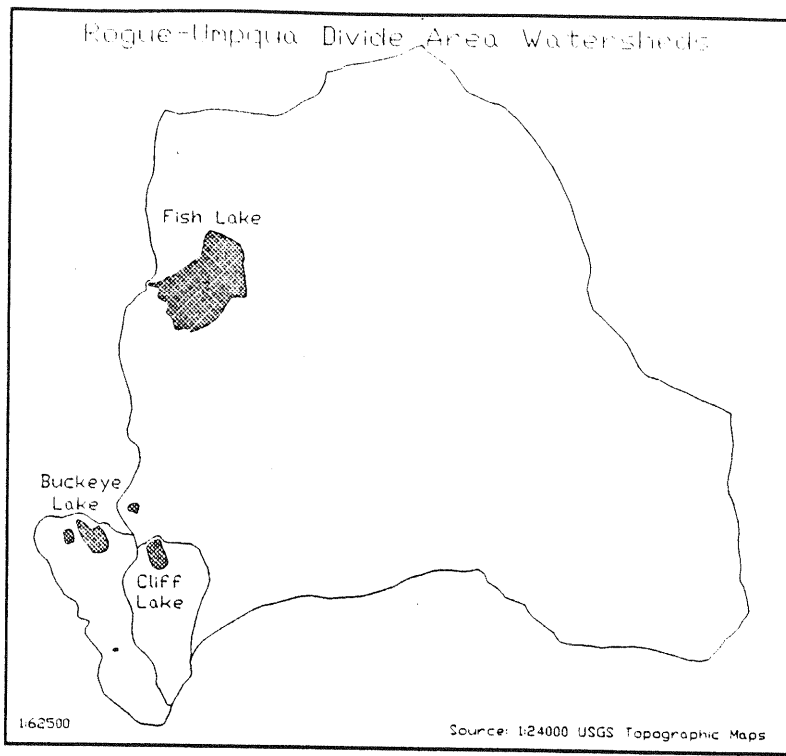 Rogue-Umpqua Divide Area Watersheds
Fish Lake
Buckeye
Lake
Cliff
Lake
1:62500
Source: 1:24000 USGS Topographic Maps